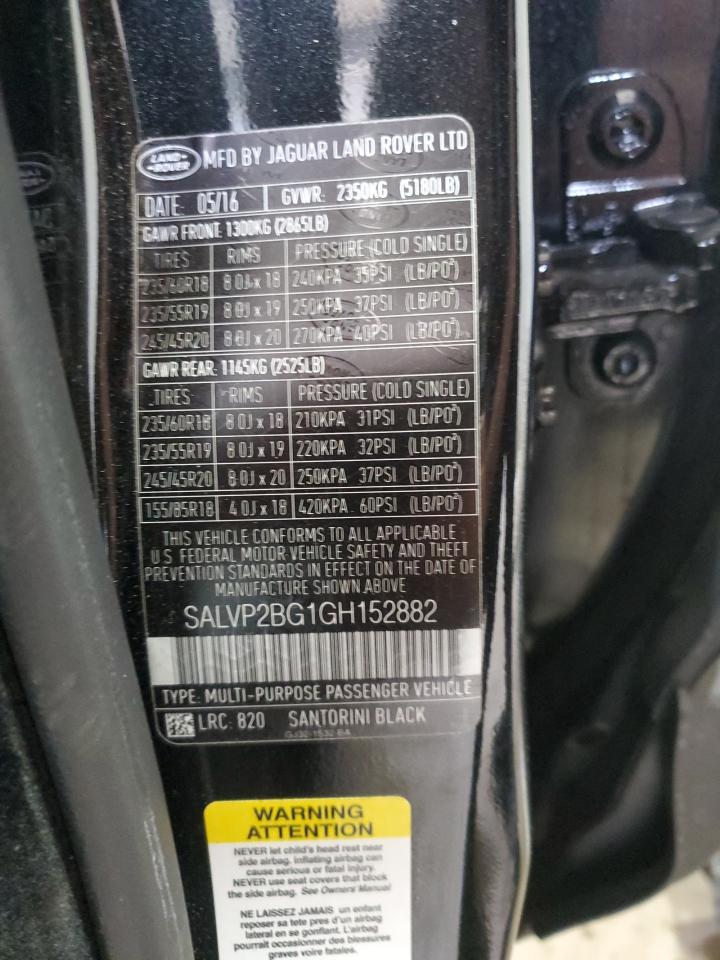 LAND ROVER MFD BY JAGUAR LAND ROVER LTD
DATE: 05/16 GVWR: 2350KG (5180LB)
GAWR FRONT: 1300KG (2865LB)
TIRES RIMS PRESSURE (COLD SINGLE)
235/60R18 8.0J x 18 240KPA 35PSI (LB/PO²)
235/55R19 8.0J x 19 250KPA 37PSI (LB/PO²)
245/45R20 8.0J x 20 270KPA 40PSI (LB/PO²)
GAWR REAR: 1145KG (2525LB)
TIRES RIMS PRESSURE (COLD SINGLE)
235/60R18 8.0J x 18 210KPA 31PSI (LB/PO²)
235/55R19 8.0J x 19 220KPA 32PSI (LB/PO²)
245/45R20 8.0J x 20 250KPA 37PSI (LB/PO²)
155/85R18 4.0J x 18 420KPA 60PSI (LB/PO²)
THIS VEHICLE CONFORMS TO ALL APPLICABLE
U.S. FEDERAL MOTOR VEHICLE SAFETY AND THEFT
PREVENTION STANDARDS IN EFFECT ON THE DATE OF
MANUFACTURE SHOWN ABOVE
SALVP2BG1GH152882
TYPE: MULTI-PURPOSE PASSENGER VEHICLE
LRC: 820 SANTORINI BLACK
GJ32-1532-BA
WARNING
ATTENTION
NEVER let child's head rest near
side airbag. Inflating airbag can
cause serious or fatal injury.
NEVER use seat covers that block
the side airbag. See Owners Manual
NE LAISSEZ JAMAIS un enfant
reposer sa tete pres d'un airbag
lateral en se gonflant. L'airbag
pourrait occasionner des blessures
graves voire fatales.